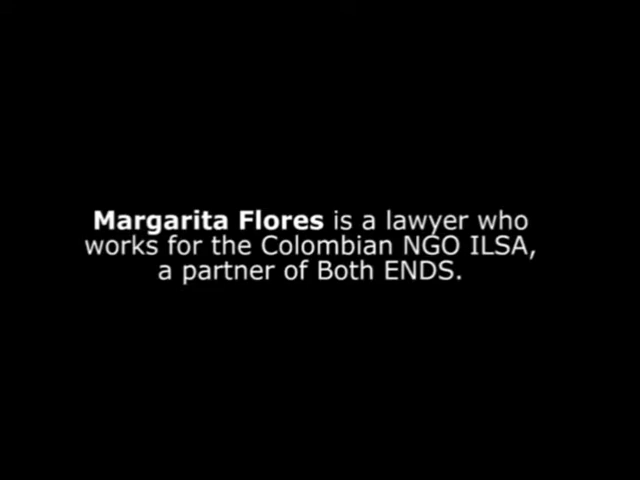 Margarita Flores is a lawyer who
works for the Colombian NGO ILSA,
a partner of Both ENDS.